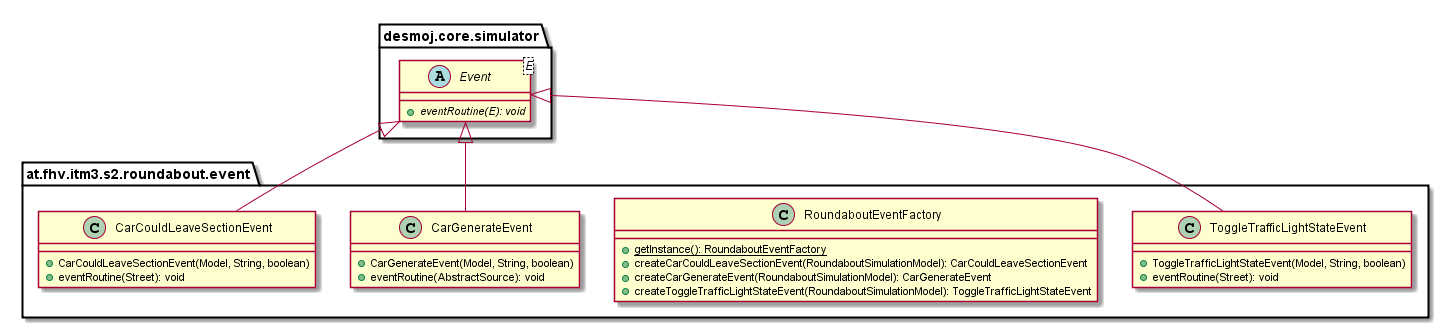 desmoj.core.simulator
A Event E
eventRoutine(E): void
at.fhv.itm3.s2.roundabout.event
C CarCouldLeaveSectionEvent
CarCouldLeaveSectionEvent(Model, String, boolean)
eventRoutine(Street): void
C CarGenerateEvent
CarGenerateEvent(Model, String, boolean)
eventRoutine(AbstractSource): void
C RoundaboutEventFactory
getInstance(): RoundaboutEventFactory
createCarCouldLeaveSectionEvent(RoundaboutSimulationModel): CarCouldLeaveSectionEvent
createCarGenerateEvent(RoundaboutSimulationModel): CarGenerateEvent
createToggleTrafficLightStateEvent(RoundaboutSimulationModel): ToggleTrafficLightStateEvent
C ToggleTrafficLightStateEvent
ToggleTrafficLightStateEvent(Model, String, boolean)
eventRoutine(Street): void